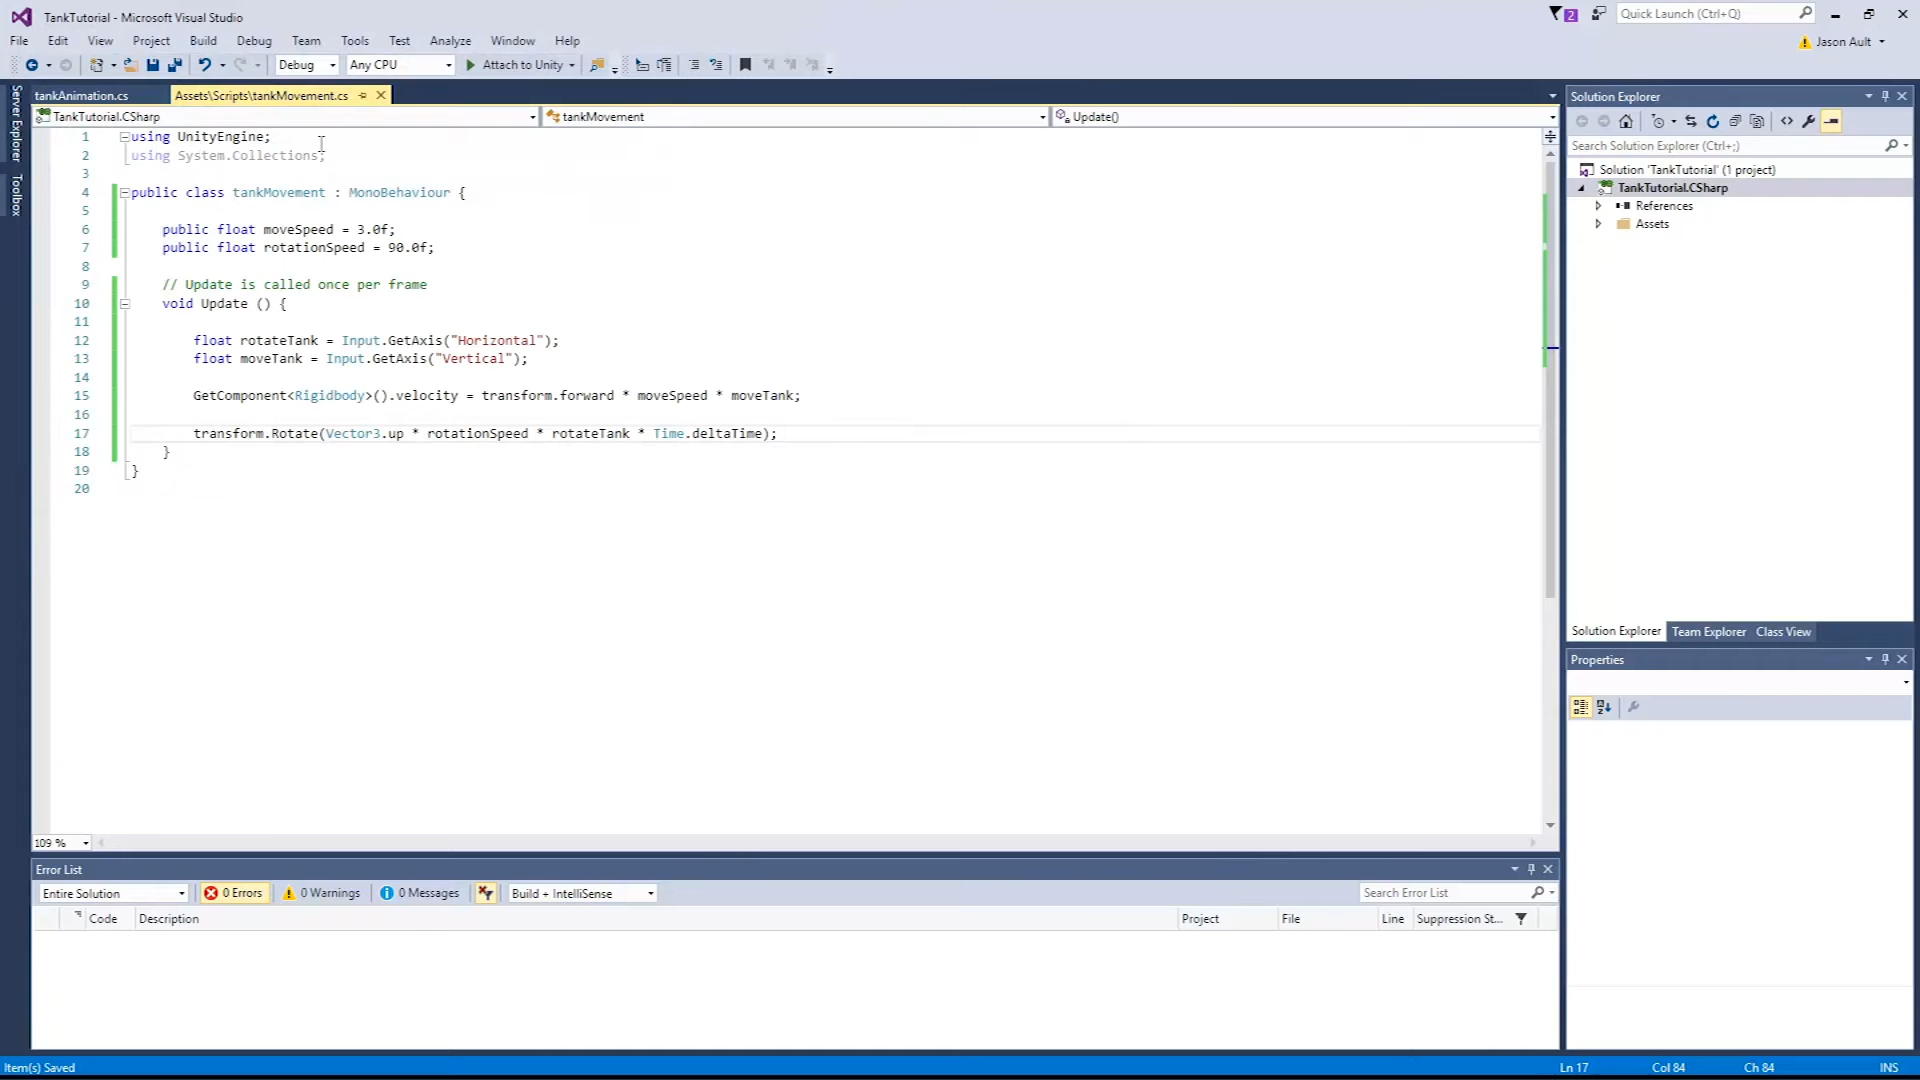 TankTutorial - Microsoft Visual Studio
2
Quick Launch (Ctrl+Q)
File Edit View Project Build Debug Team Tools Test Analyze Window Help
Jason Ault
Debug Any CPU Attach to Unity
Server Explorer
Toolbox
tankAnimation.cs Assets\Scripts\tankMovement.cs
TankTutorial.CSharp tankMovement Update()
1 using UnityEngine;
2 using System.Collections;
3
4 public class tankMovement : MonoBehaviour {
5
6 public float moveSpeed = 3.0f;
7 public float rotationSpeed = 90.0f;
8
9 // Update is called once per frame
10 void Update () {
11
12 float rotateTank = Input.GetAxis("Horizontal");
13 float moveTank = Input.GetAxis("Vertical");
14
15 GetComponent<Rigidbody>().velocity = transform.forward * moveSpeed * moveTank;
16
17 transform.Rotate(Vector3.up * rotationSpeed * rotateTank * Time.deltaTime);
18 }
19 }
20
109 %
Solution Explorer
Search Solution Explorer (Ctrl+;)
Solution 'TankTutorial' (1 project)
TankTutorial.CSharp
References
Assets
Solution Explorer Team Explorer Class View
Properties
Error List
Entire Solution 0 Errors 0 Warnings 0 Messages Build + IntelliSense Search Error List
Code Description Project File Line Suppression St...
Item(s) Saved Ln 17 Col 84 Ch 84 INS